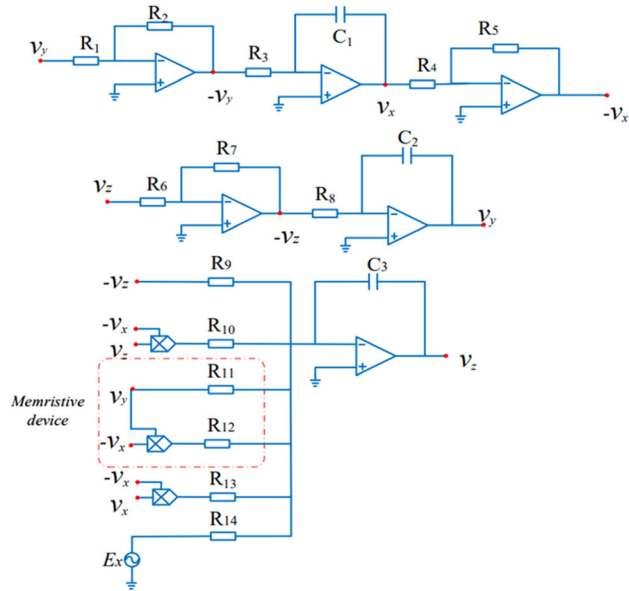 R2
vy R1 R3 C1 R4 R5
-vy vx -vx
R7 C2
vz R6 R8 vy
-vz
-vz R9 C3
-vx
vz R10 vz
Memristive device
vy R11
-vx R12
-vx
vx R13
R14
Ex